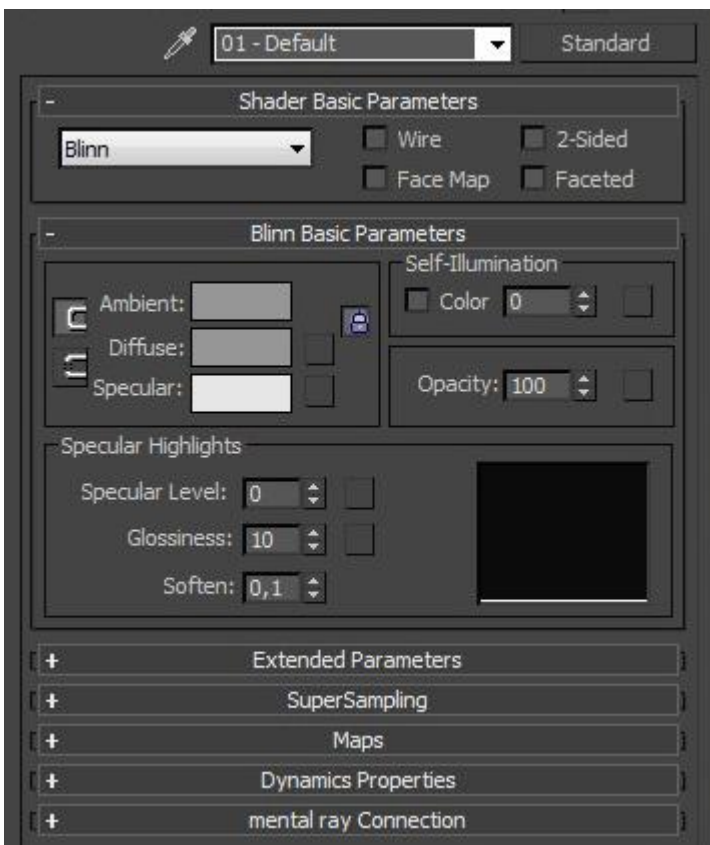 01 - Default Standard
- Shader Basic Parameters
Blinn Wire 2-Sided
Face Map Faceted
- Blinn Basic Parameters
Self-Illumination
Ambient: Color 0
Diffuse:
Specular: Opacity: 100
Specular Highlights
Specular Level: 0
Glossiness: 10
Soften: 0,1
+ Extended Parameters
+ SuperSampling
+ Maps
+ Dynamics Properties
+ mental ray Connection